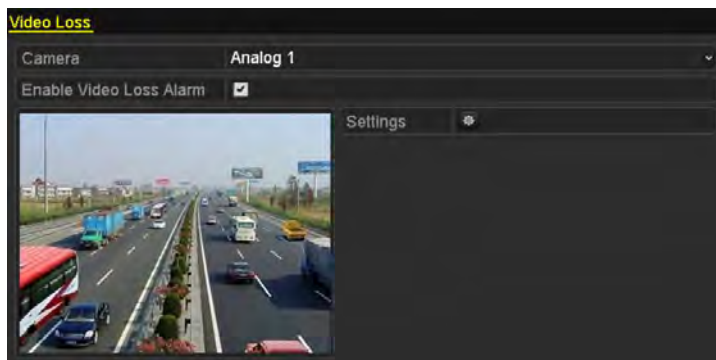 Video Loss
Camera Analog 1
Enable Video Loss Alarm
Settings